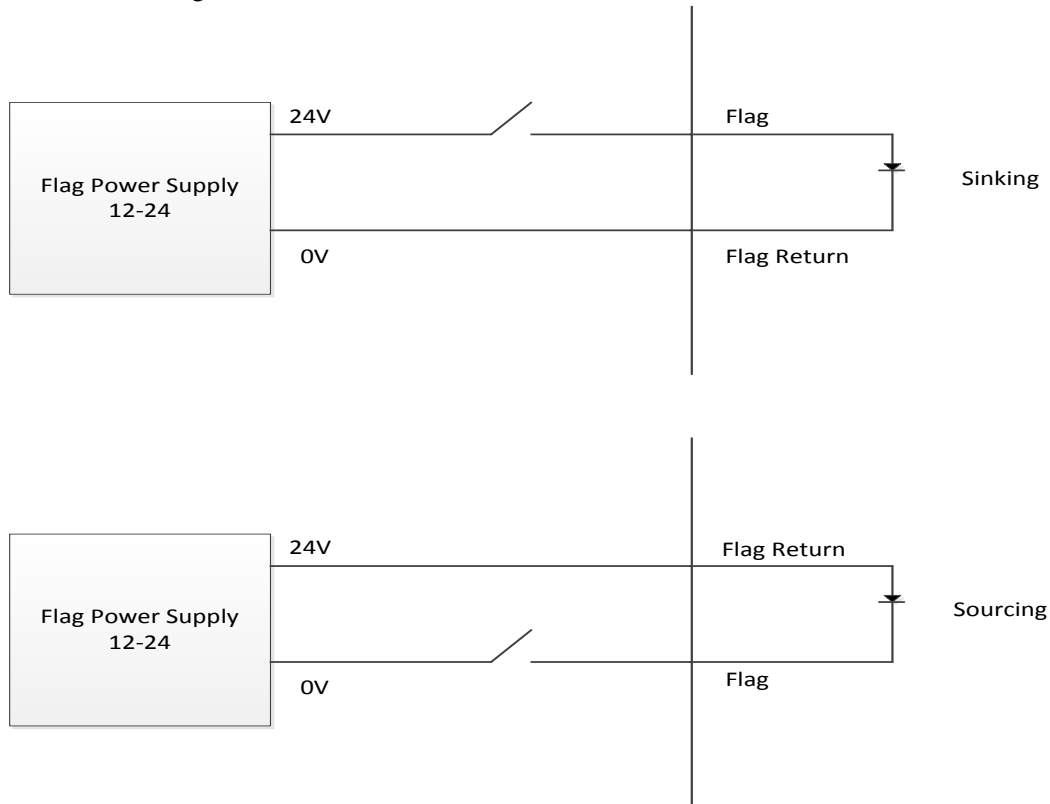 24V
Flag
Flag Power Supply
12-24
Sinking
0V
Flag Return
24V
Flag Return
Flag Power Supply
12-24
Sourcing
0V
Flag